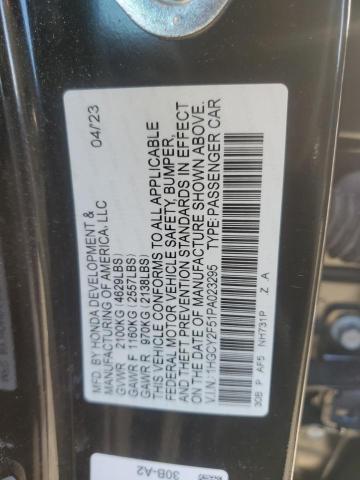 MFD. BY HONDA DEVELOPMENT &
MANUFACTURING OF AMERICA, LLC
04/23
GVWR 2100KG (4629LBS)
GAWR F 1160KG (2557LBS)
GAWR R 970KG (2138LBS)
THIS VEHICLE CONFORMS TO ALL APPLICABLE
FEDERAL MOTOR VEHICLE SAFETY, BUMPER,
AND THEFT PREVENTION STANDARDS IN EFFECT
ON THE DATE OF MANUFACTURE SHOWN ABOVE.
V.I.N. 1HGCY2F51PA023295 TYPE: PASSENGER CAR
30B P AF5 NH731P Z A
30B-A2